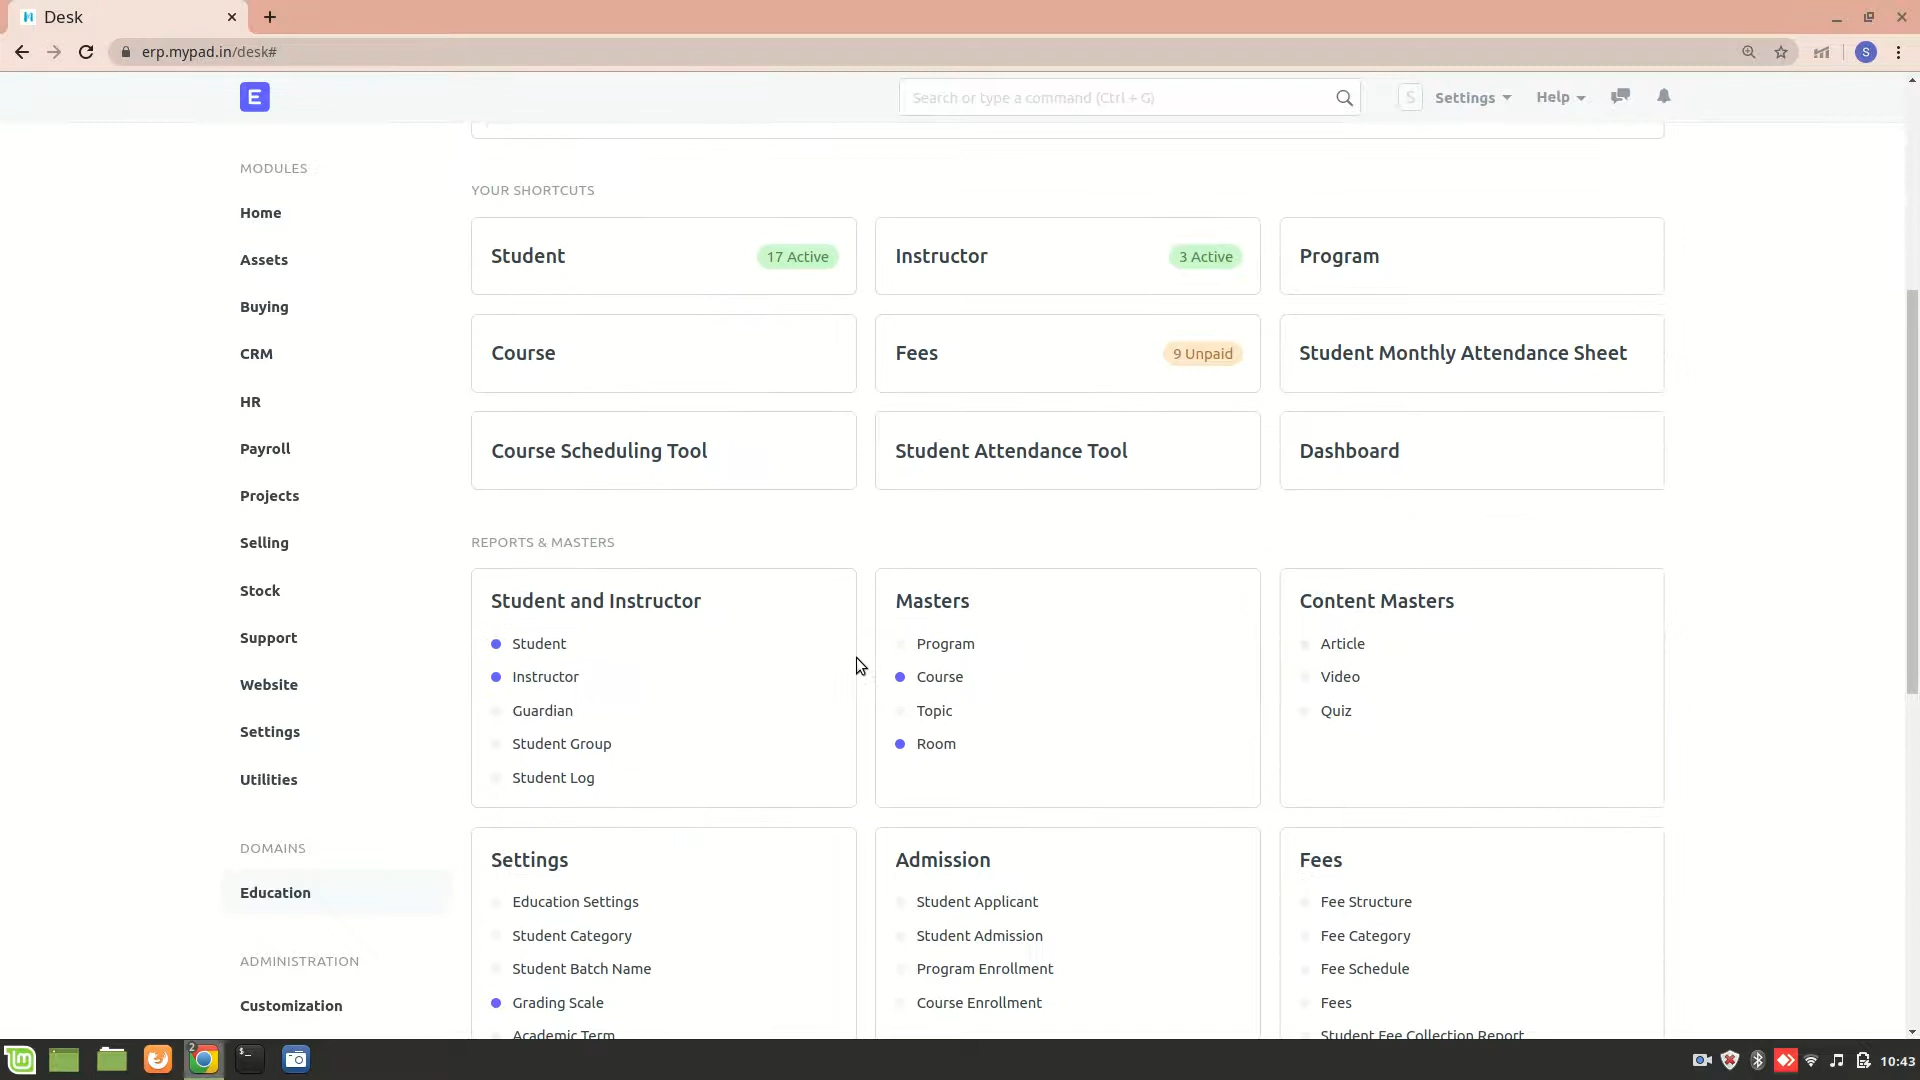 Desk
erp.mypad.in/desk#
S
E
Search or type a command (Ctrl + G)
S
Settings
Help
MODULES
Home
Assets
Buying
CRM
HR
Payroll
Projects
Selling
Stock
Support
Website
Settings
Utilities
DOMAINS
Education
ADMINISTRATION
Customization
YOUR SHORTCUTS
Student
17 Active
Instructor
3 Active
Program
Course
Fees
9 Unpaid
Student Monthly Attendance Sheet
Course Scheduling Tool
Student Attendance Tool
Dashboard
REPORTS & MASTERS
Student and Instructor
Student
Instructor
Guardian
Student Group
Student Log
Masters
Program
Course
Topic
Room
Content Masters
Article
Video
Quiz
Settings
Education Settings
Student Category
Student Batch Name
Grading Scale
Academic Term
Admission
Student Applicant
Student Admission
Program Enrollment
Course Enrollment
Fees
Fee Structure
Fee Category
Fee Schedule
Fees
Student Fee Collection Report
2
10:43